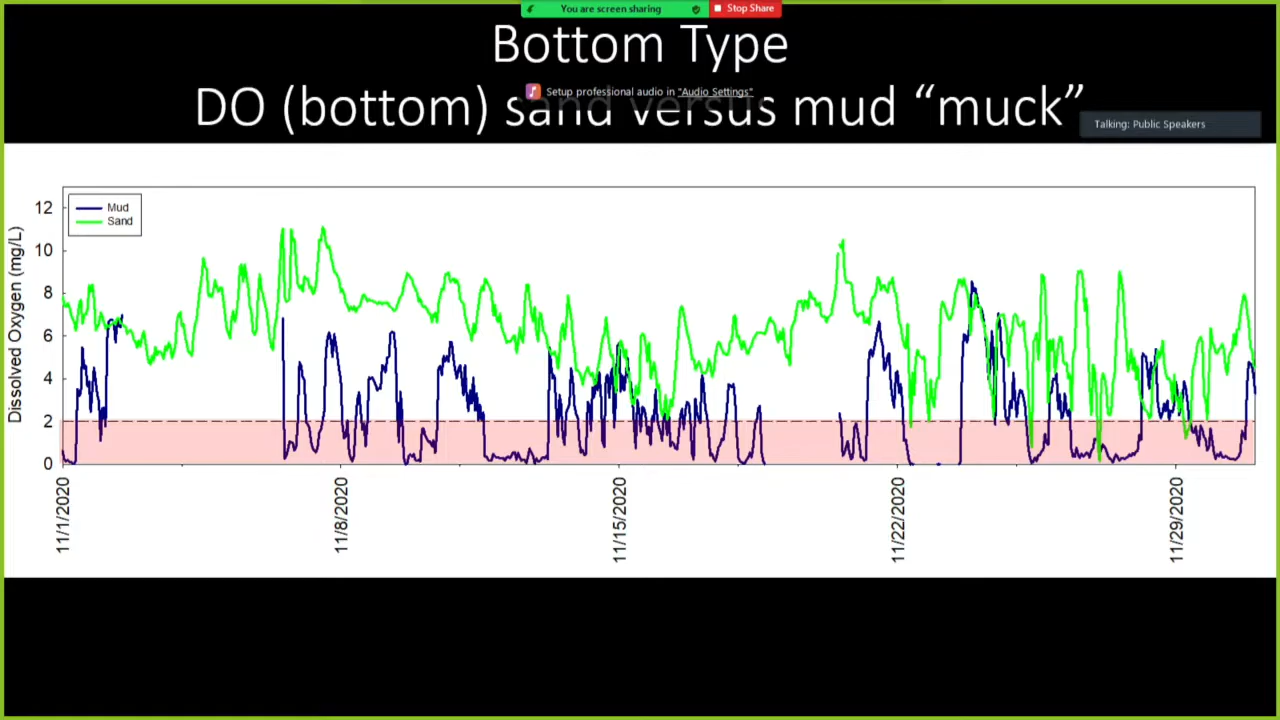 You are screen sharing
Stop Share
Bottom Type
Setup professional audio in "Audio Settings"
DO (bottom) sand versus mud “muck”
Talking: Public Speakers
Mud
Sand
Dissolved Oxygen (mg/L)
12
10
8
6
4
2
0
11/1/2020
11/8/2020
11/15/2020
11/22/2020
11/29/2020